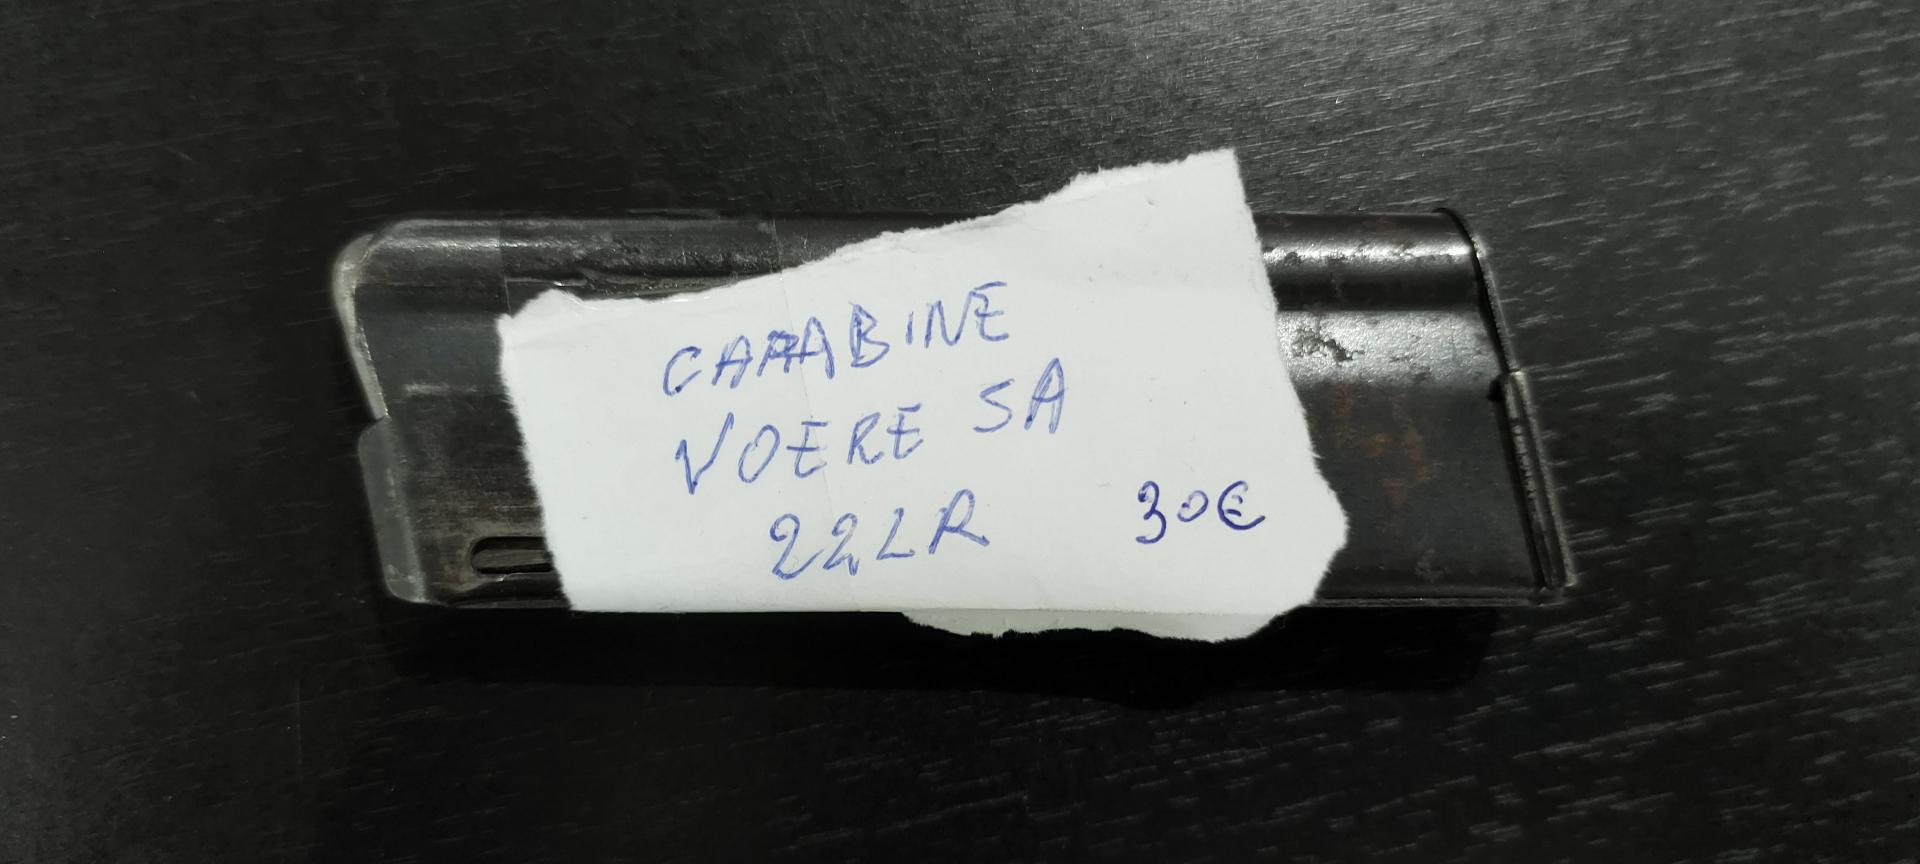 CARABINE
VOERE SA
22LR 30€